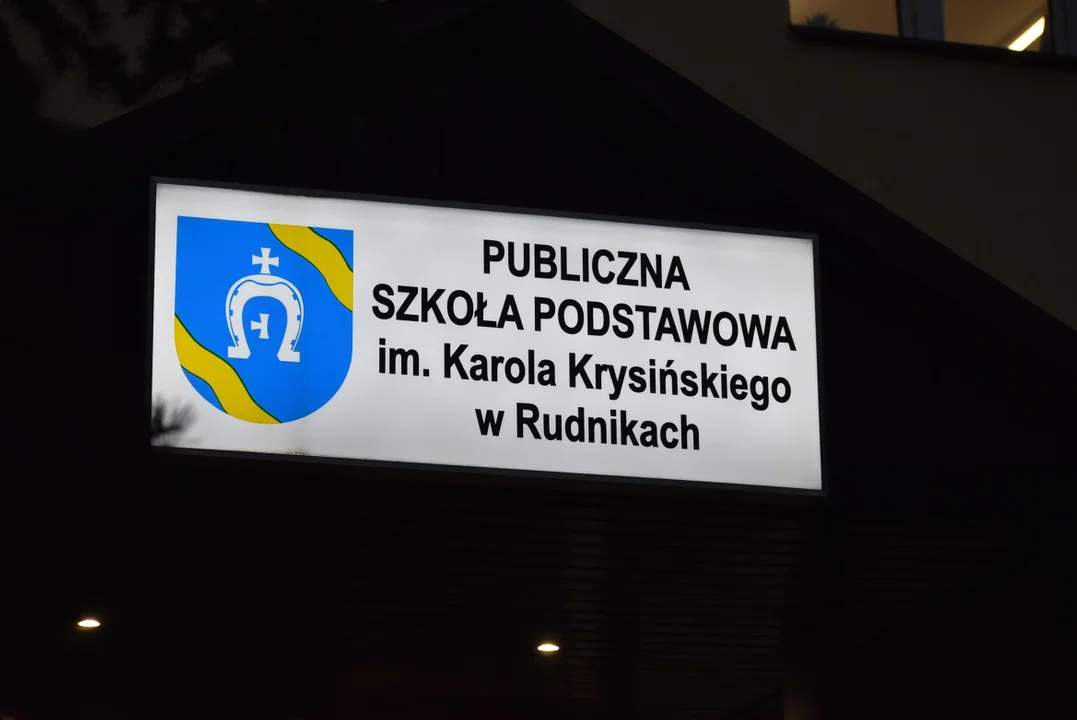 PUBLICZNA
SZKOŁA PODSTAWOWA
im. Karola Krysińskiego
w Rudnikach